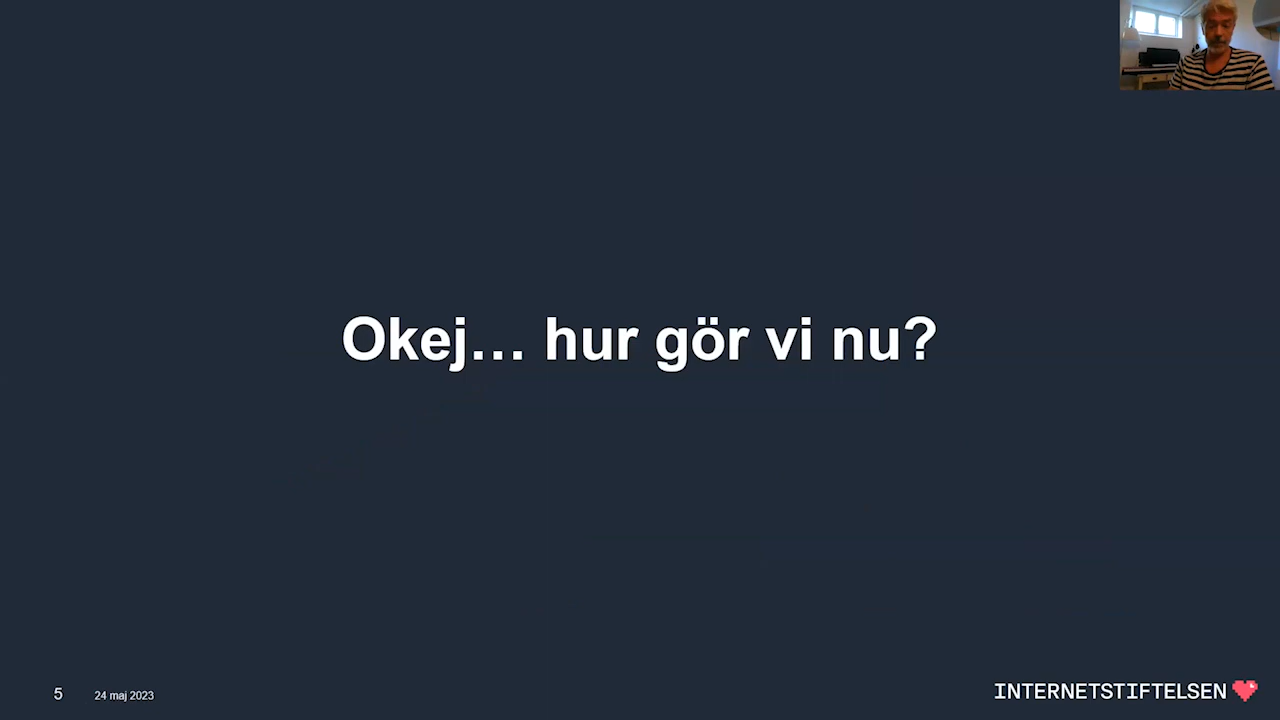 Okej… hur gör vi nu?
5
24 maj 2023
INTERNETSTIFTELSEN